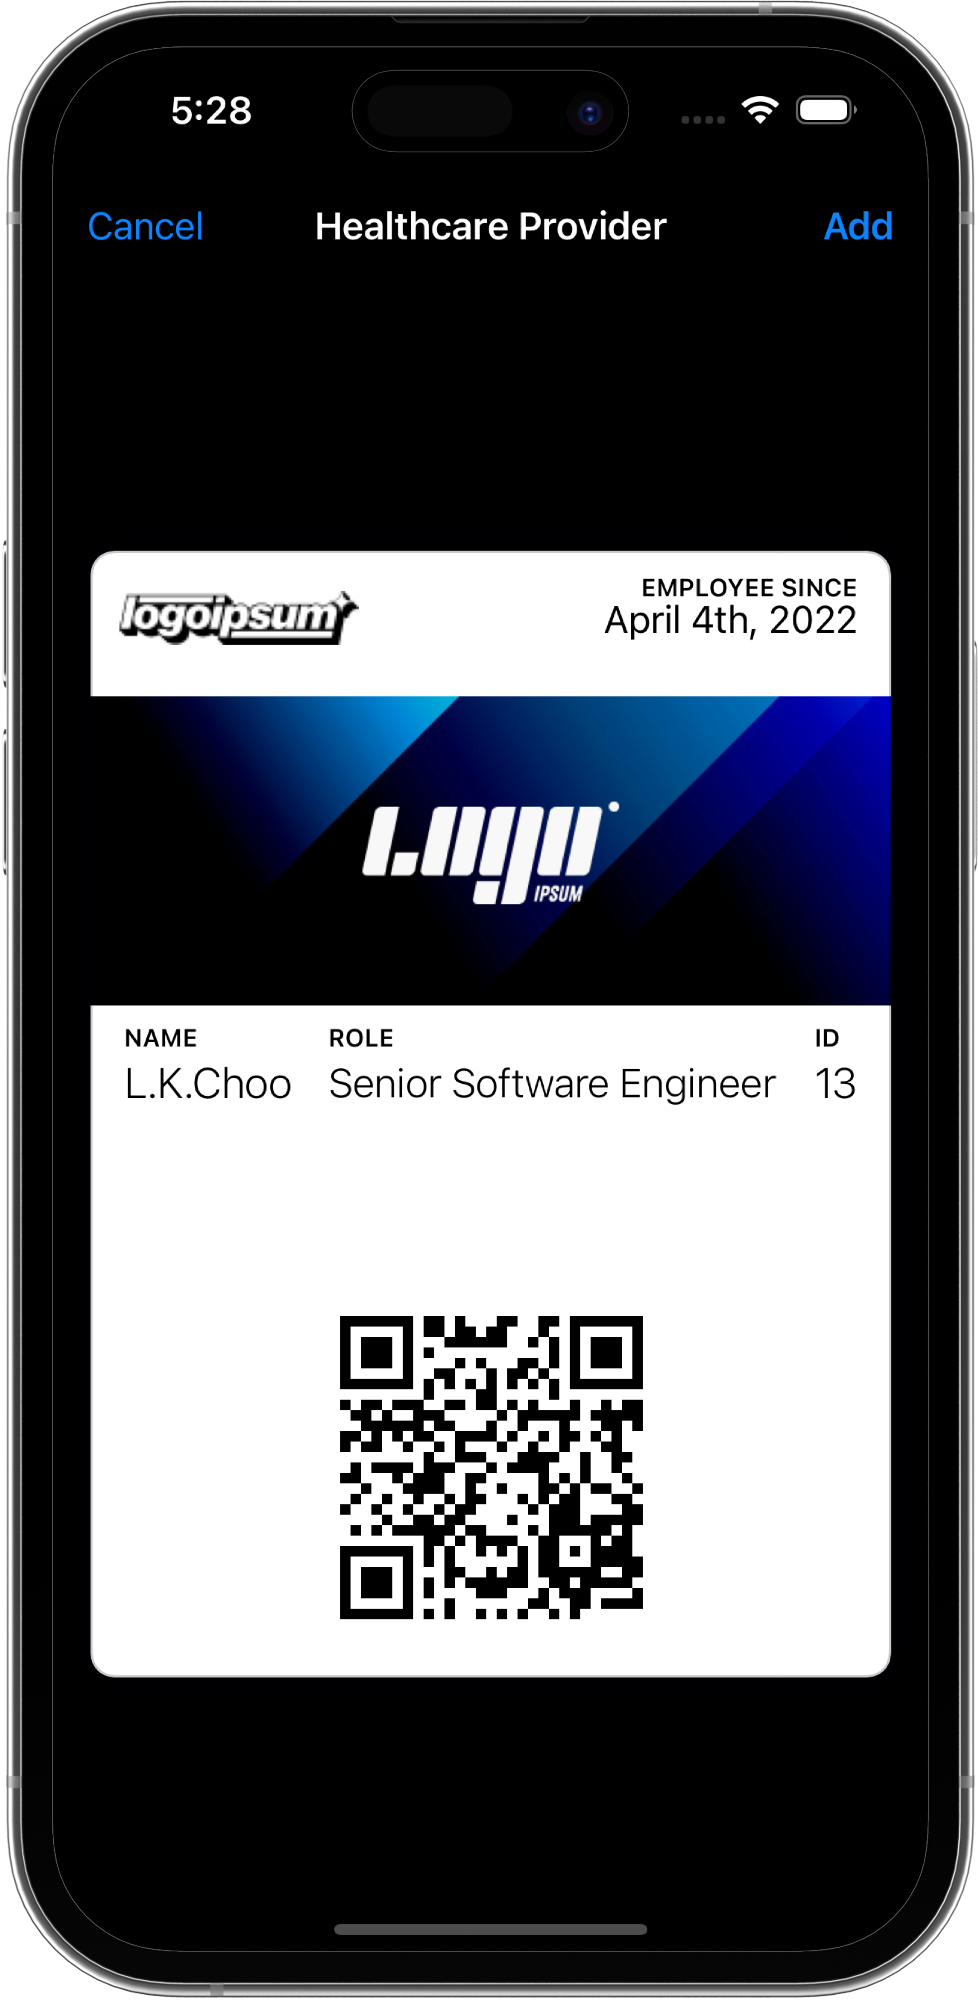 5:28
Cancel Healthcare Provider Add
logoipsum
EMPLOYEE SINCE
April 4th, 2022
LOGO
IPSUM
NAME ROLE ID
L.K.Choo Senior Software Engineer 13